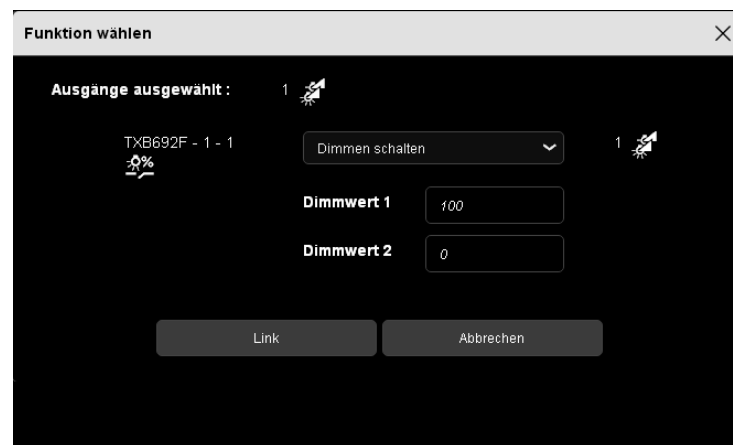 Funktion wählen
Ausgänge ausgewählt : 1
TXB692F - 1 - 1 Dimmen schalten 1
%
Dimmwert 1 100
Dimmwert 2 0
Link Abbrechen